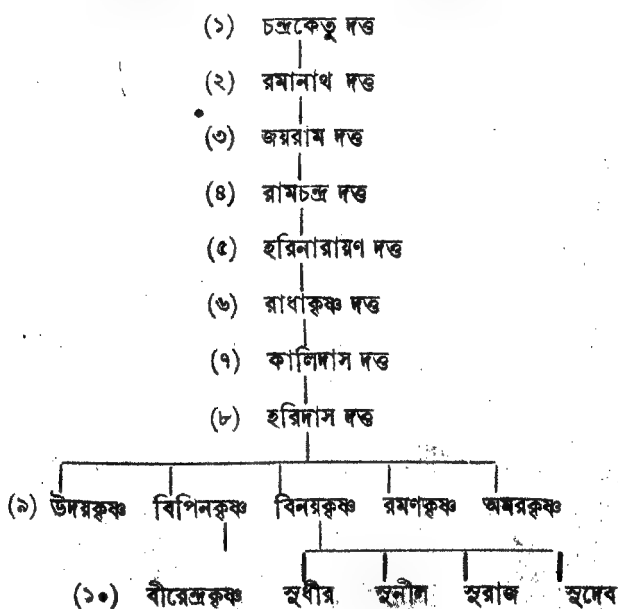 (১) চন্দ্রকেতু দত্ত
(২) রমানাথ দত্ত
(৩) জয়রাম দত্ত
(৪) রামচন্দ্র দত্ত
(৫) হরিনারায়ণ দত্ত
(৬) রাধাকৃষ্ণ দত্ত
(৭) কালিদাস দত্ত
(৮) হরিদাস দত্ত
(৯) উদয়কৃষ্ণ বিপিনকৃষ্ণ বিনয়কৃষ্ণ রমণকৃষ্ণ অমরকৃষ্ণ
(১০) বীরেন্দ্রকৃষ্ণ সুধীর সুনীল সুরাজ সুদেব